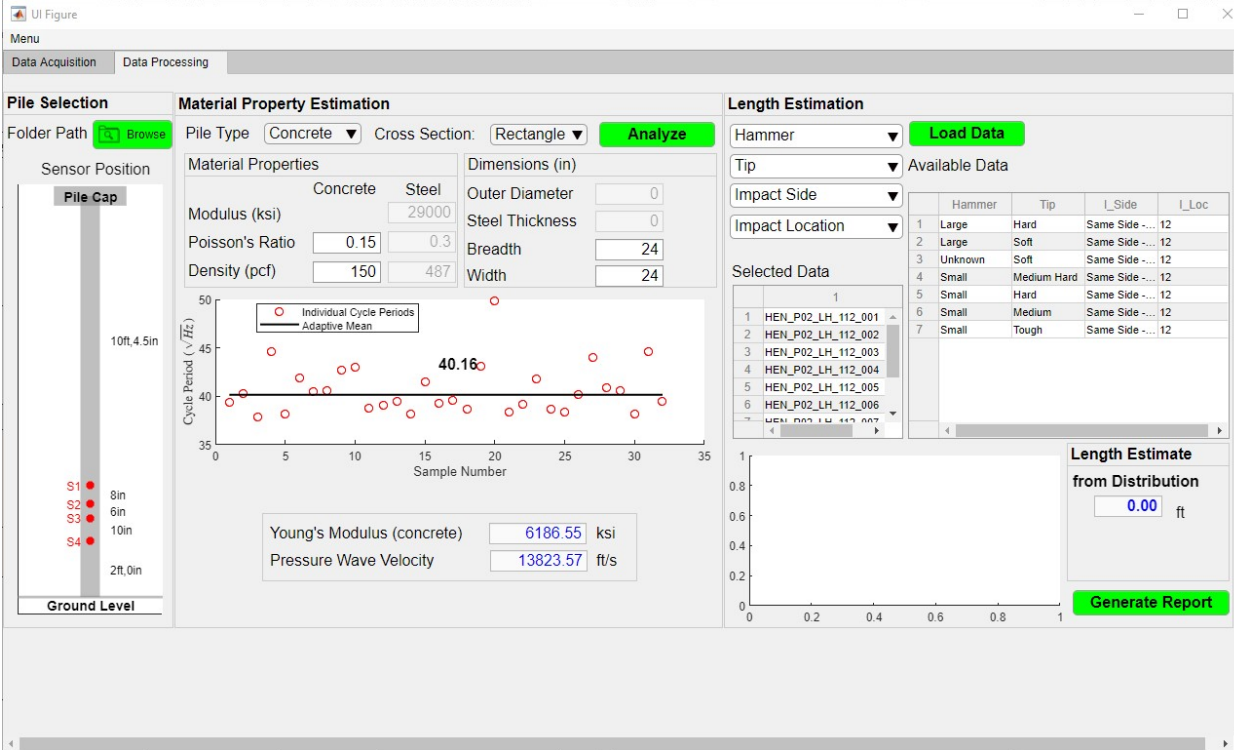 UI Figure
Menu
Data Acquisition
Data Processing
Pile Selection
Folder Path
Browse
Sensor Position
Pile Cap
10ft,4.5in
S1
8in
S2
6in
S3
10in
S4
2ft,0in
Ground Level
Material Property Estimation
Pile Type
Concrete
Cross Section:
Rectangle
Analyze
Material Properties
Concrete Steel
Modulus (ksi) 29000
Poisson's Ratio 0.15 0.3
Density (pcf) 150 487
Dimensions (in)
Outer Diameter 0
Steel Thickness 0
Breadth 24
Width 24
50
45
40
35
Cycle Period (√Hz)
Individual Cycle Periods
Adaptive Mean
40.16
0 5 10 15 20 25 30 35
Sample Number
Young's Modulus (concrete) 6186.55 ksi
Pressure Wave Velocity 13823.57 ft/s
Length Estimation
Hammer
Load Data
Tip
Available Data
Impact Side
Impact Location
Hammer Tip I_Side I_Loc
1 Large Hard Same Side -... 12
2 Large Soft Same Side -... 12
3 Unknown Soft Same Side -... 12
4 Small Medium Hard Same Side -... 12
5 Small Hard Same Side -... 12
6 Small Medium Same Side -... 12
7 Small Tough Same Side -... 12
Selected Data
1
1 HEN_P02_LH_112_001
2 HEN_P02_LH_112_002
3 HEN_P02_LH_112_003
4 HEN_P02_LH_112_004
5 HEN_P02_LH_112_005
6 HEN_P02_LH_112_006
7 HEN_P02_LH_112_007
1
0.8
0.6
0.4
0.2
0
0 0.2 0.4 0.6 0.8 1
Length Estimate
from Distribution
0.00 ft
Generate Report